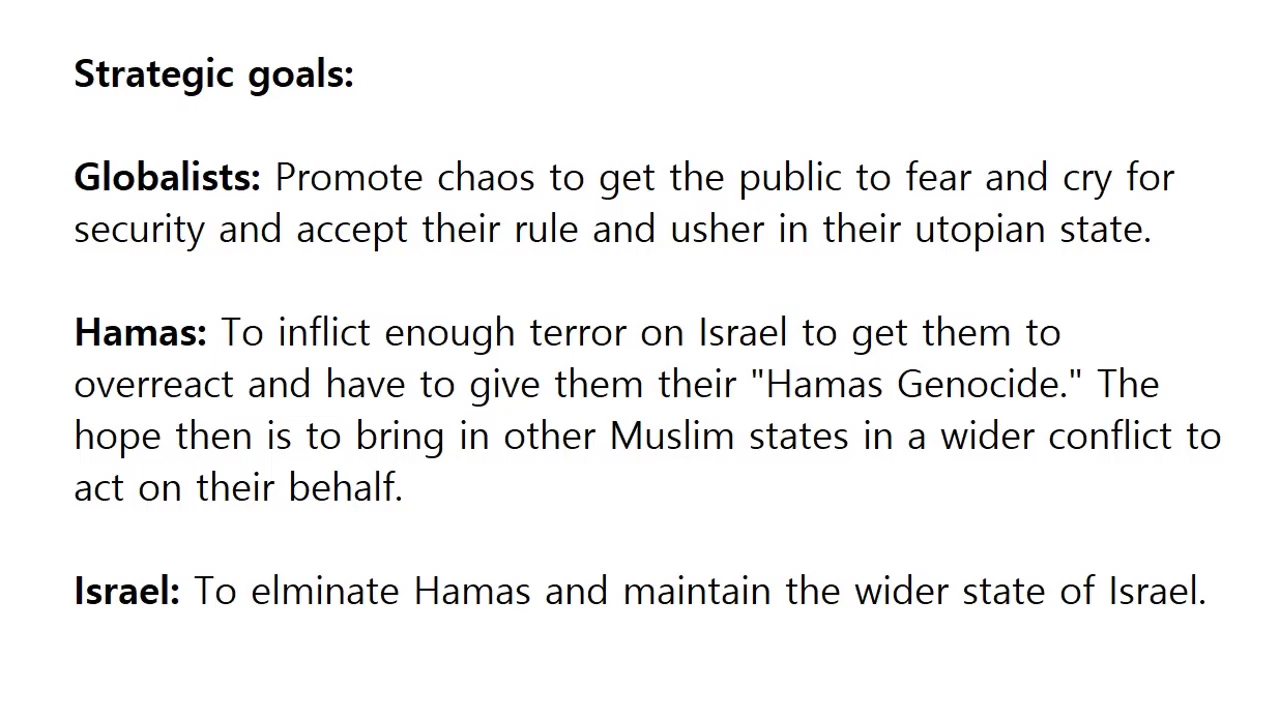 Strategic goals:
Globalists: Promote chaos to get the public to fear and cry for
security and accept their rule and usher in their utopian state.
Hamas: To inflict enough terror on Israel to get them to
overreact and have to give them their "Hamas Genocide." The
hope then is to bring in other Muslim states in a wider conflict to
act on their behalf.
Israel: To elminate Hamas and maintain the wider state of Israel.